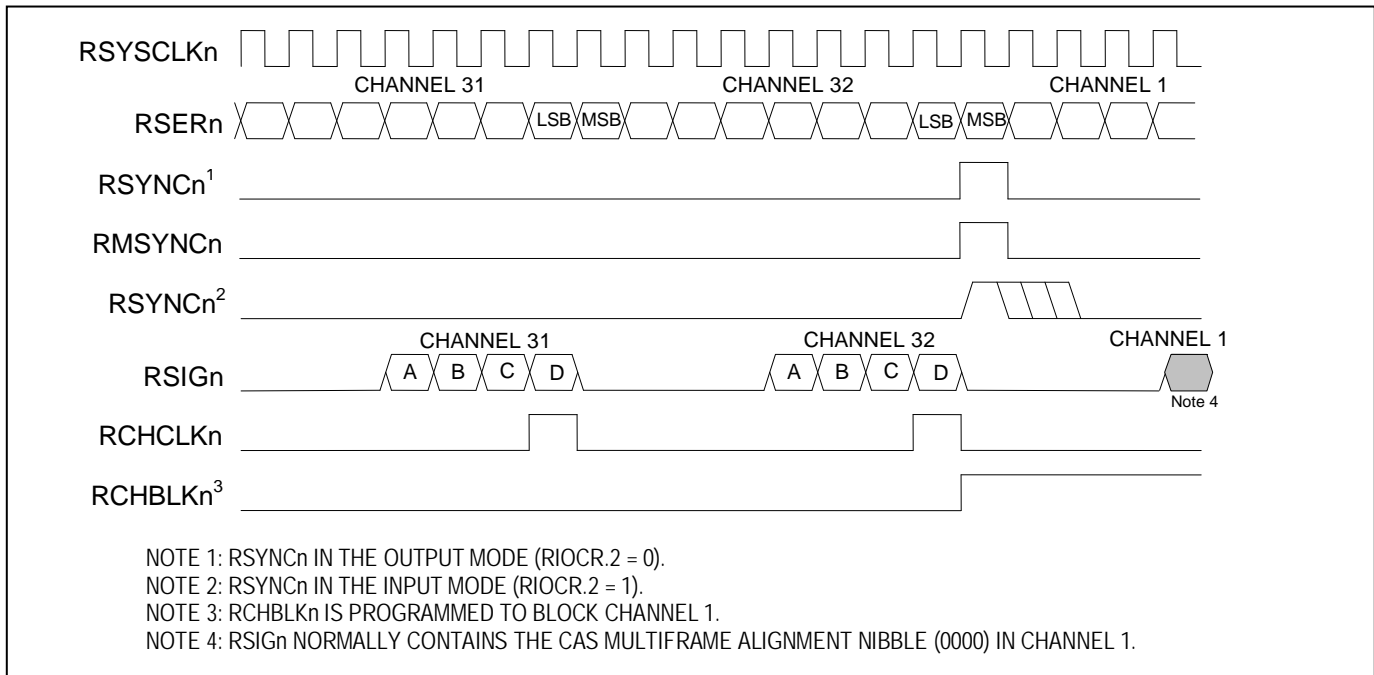 RSYSCLKn
CHANNEL 31 CHANNEL 32 CHANNEL 1
RSERn LSB MSB LSB MSB
RSYNCn1
RMSYNCn
RSYNCn2
CHANNEL 31 CHANNEL 32 CHANNEL 1
RSIGn A B C D A B C D
Note 4
RCHCLKn
RCHBLKn3
NOTE 1: RSYNCn IN THE OUTPUT MODE (RIOCR.2 = 0).
NOTE 2: RSYNCn IN THE INPUT MODE (RIOCR.2 = 1).
NOTE 3: RCHBLKn IS PROGRAMMED TO BLOCK CHANNEL 1.
NOTE 4: RSIGn NORMALLY CONTAINS THE CAS MULTIFRAME ALIGNMENT NIBBLE (0000) IN CHANNEL 1.